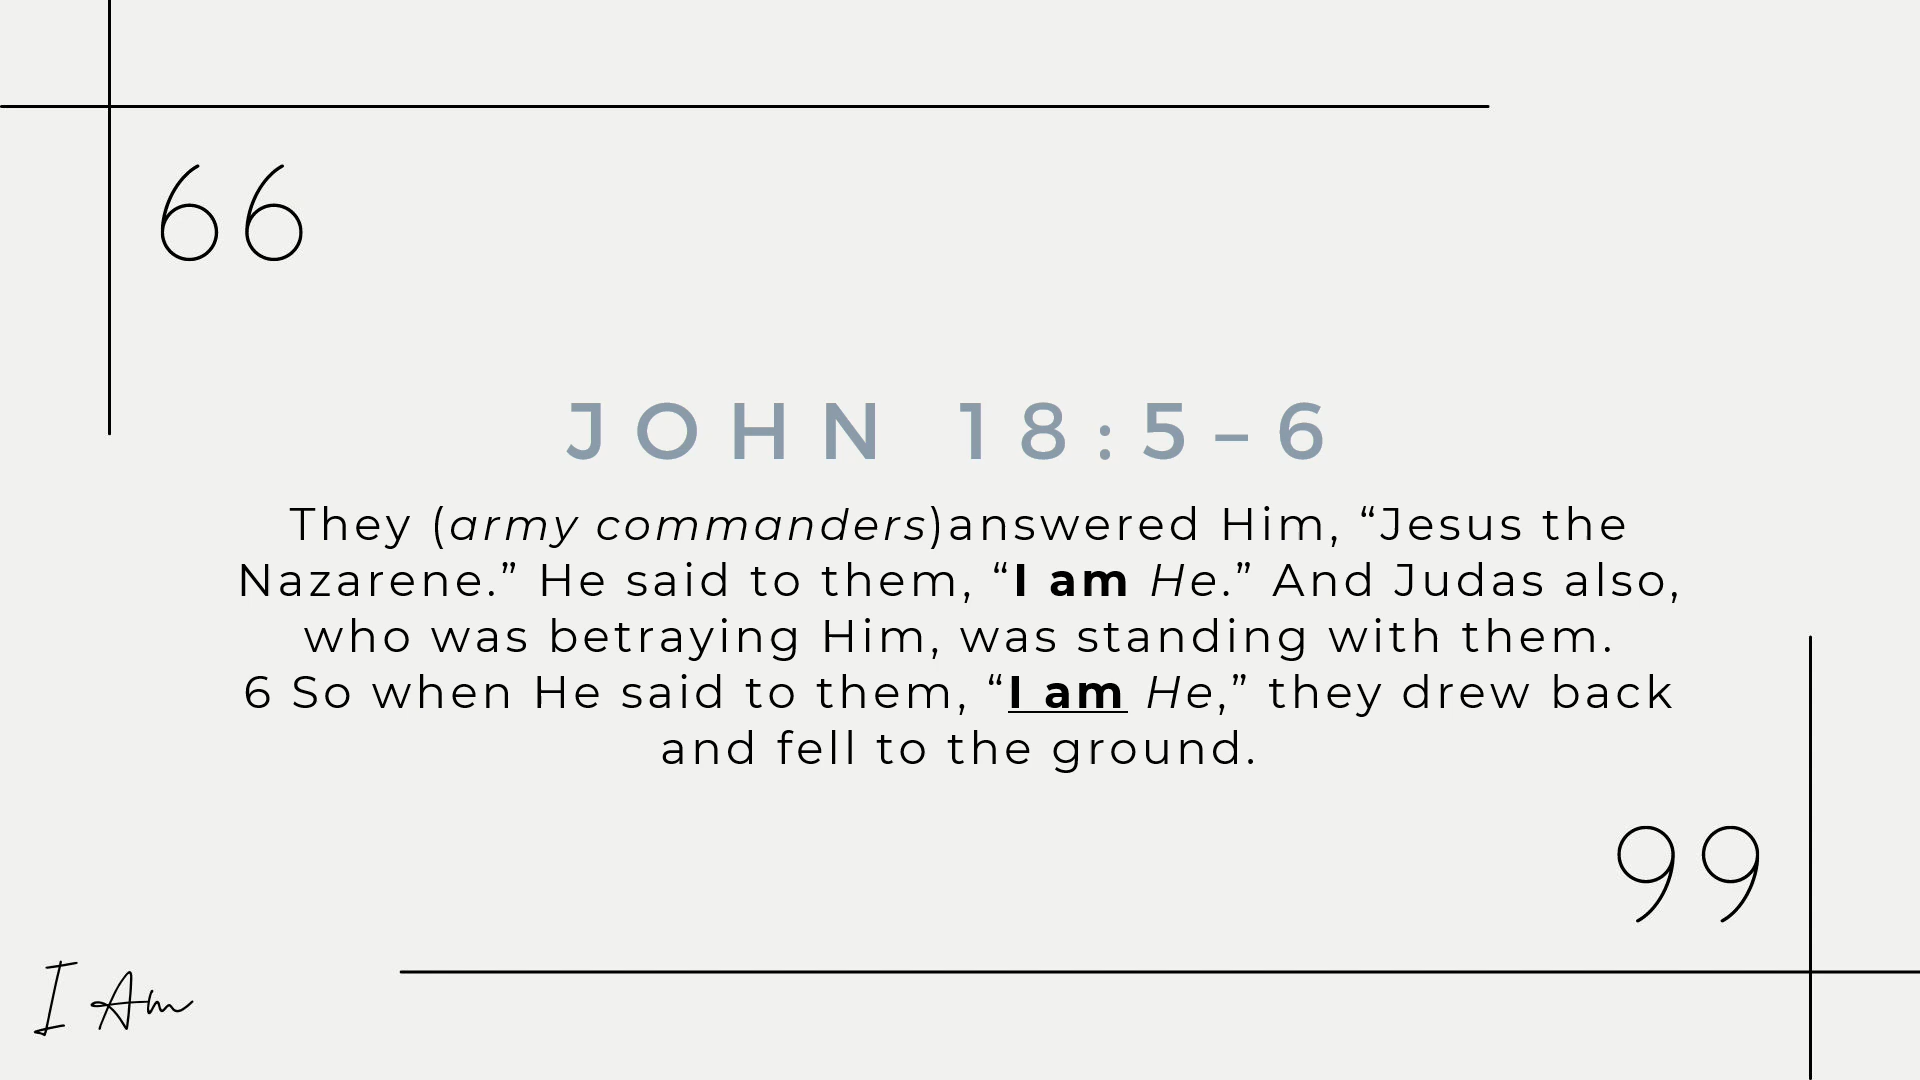 66
JOHN 18:5–6
They (army commanders)answered Him, “Jesus the
Nazarene.” He said to them, “I am He.” And Judas also,
who was betraying Him, was standing with them.
6 So when He said to them, “I am He,” they drew back
and fell to the ground.
99
I Am